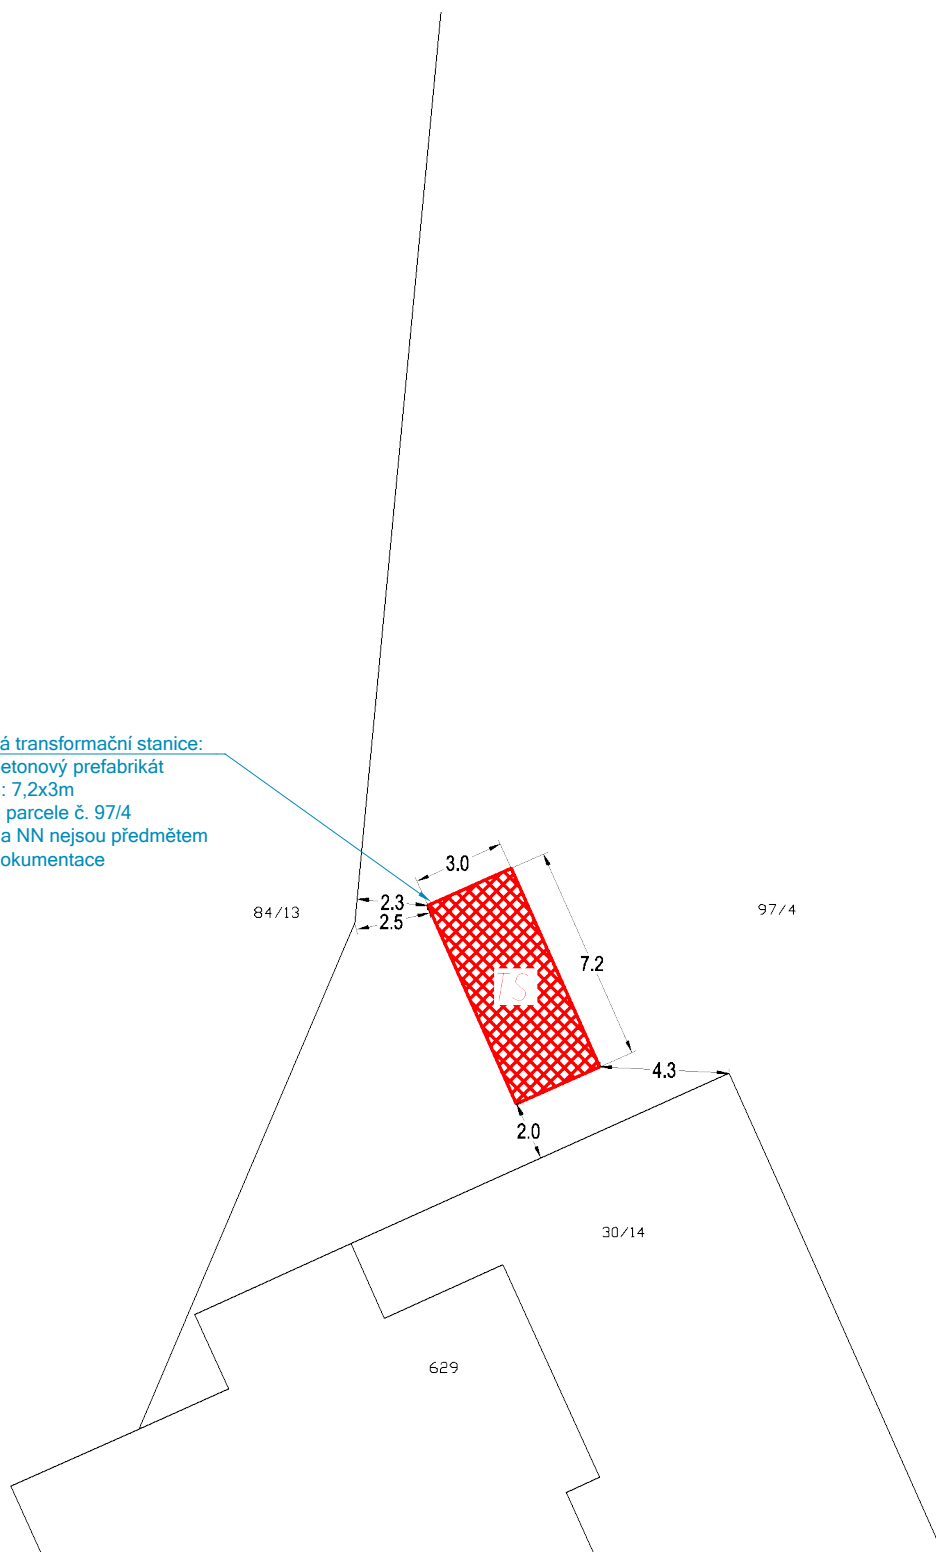 á transformační stanice:
etonový prefabrikát
: 7,2x3m
parcele č. 97/4
a NN nejsou předmětem
okumentace
3.0
2.3
2.5
84/13
97/4
7.2
TS
4.3
2.0
30/14
629